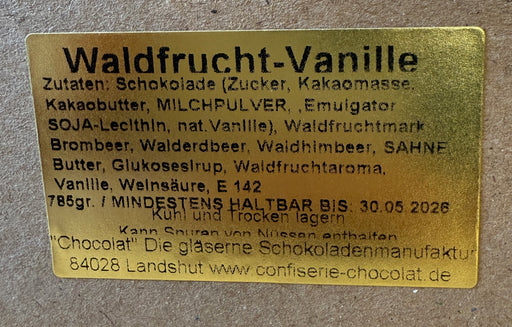 Waldfrucht-Vanille
Zutaten: Schokolade (Zucker, Kakaomasse,
Kakaobutter, MILCHPULVER, ,Emulgator
SOJA-Lecithin, nat. Vanille), Waldfruchtmark
Brombeer, Walderdbeer, Waldhimbeer, SAHNE
Butter, Glukosesirup, Waldfruchtaroma,
Vanille, Weinsäure, E 142
785gr. / MINDESTENS HALTBAR BIS: 30.05.2026
Kühl und Trocken lagern
Kann Spuren von Nüssen enthalten
"Chocolat" Die gläserne Schokoladenmanufaktur
84028 Landshut www.confiserie-chocolat.de